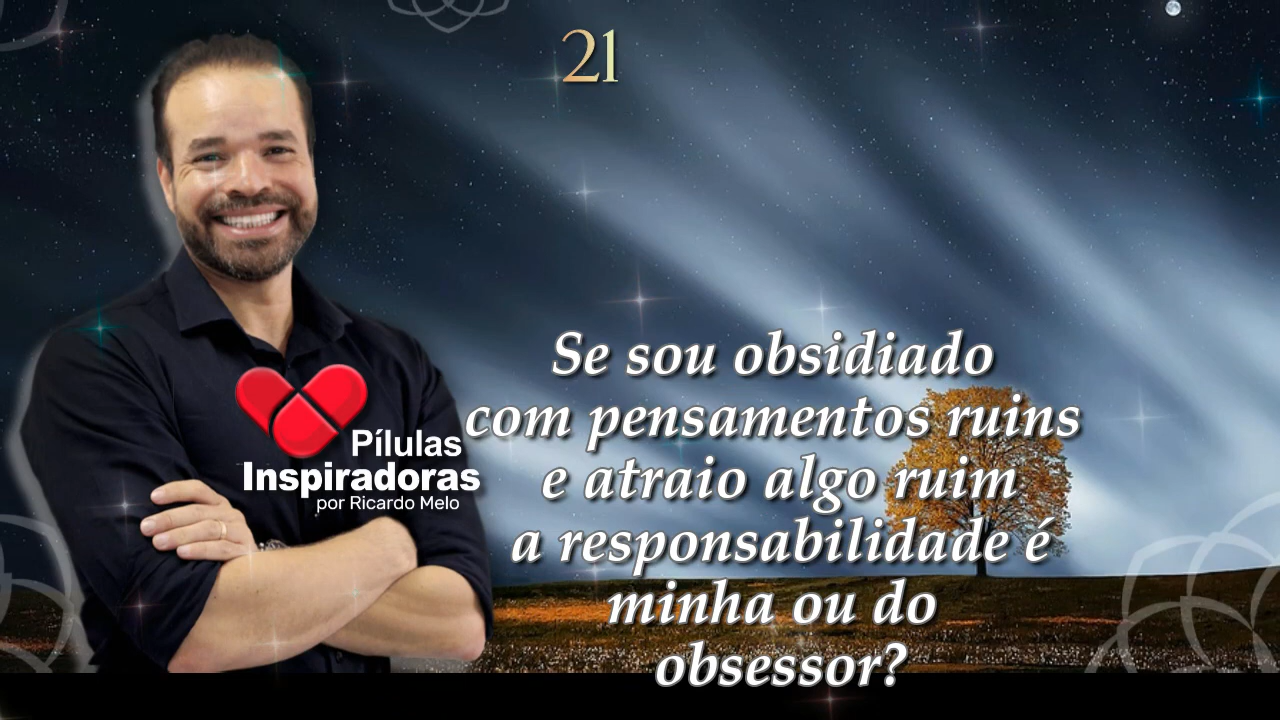 21
Pílulas
Inspiradoras
por Ricardo Melo
Se sou obsidiado
com pensamentos ruins
e atraio algo ruim
a responsabilidade é
minha ou do
obsessor?